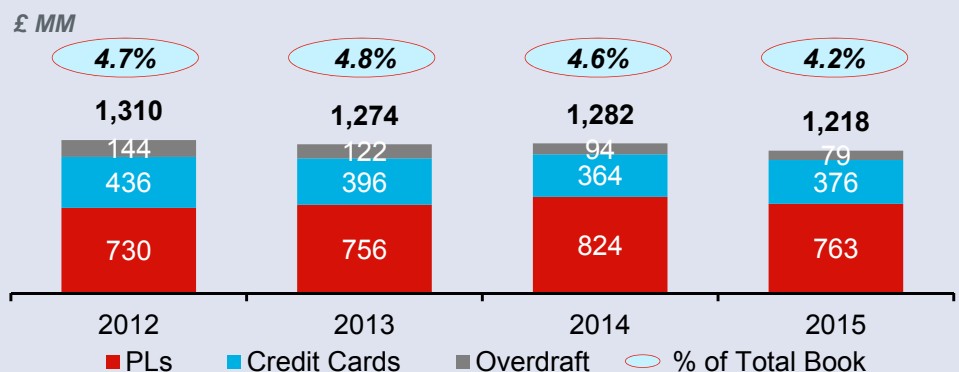 £ MM
4.7% 4.8% 4.6% 4.2%
1,310 1,274 1,282 1,218
144 122 94 79
436 396 364 376
730 756 824 763
2012 2013 2014 2015
PLs Credit Cards Overdraft % of Total Book